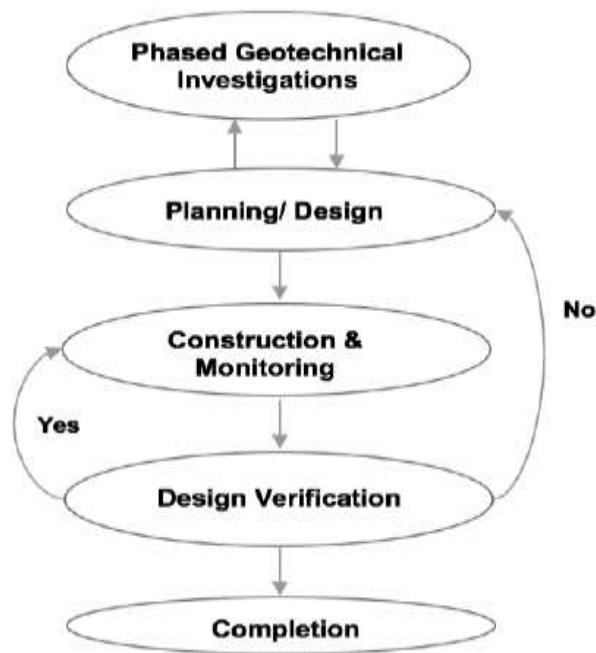 Phased Geotechnical
Investigations
Planning/ Design
No
Construction &
Monitoring
Yes
Design Verification
Completion